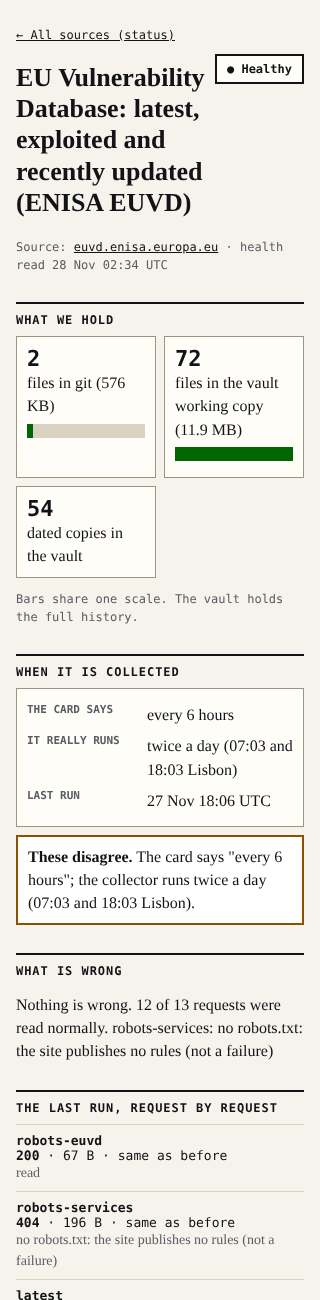 ← All sources (status)
● Healthy
EU Vulnerability
Database: latest,
exploited and
recently updated
(ENISA EUVD)
Source: euvd.enisa.europa.eu · health
read 28 Nov 02:34 UTC
WHAT WE HOLD
2
files in git (576
KB)
72
files in the vault
working copy
(11.9 MB)
54
dated copies in
the vault
Bars share one scale. The vault holds
the full history.
WHEN IT IS COLLECTED
THE CARD SAYS every 6 hours
IT REALLY RUNS twice a day (07:03 and
18:03 Lisbon)
LAST RUN 27 Nov 18:06 UTC
These disagree. The card says "every 6
hours"; the collector runs twice a day
(07:03 and 18:03 Lisbon).
WHAT IS WRONG
Nothing is wrong. 12 of 13 requests were
read normally. robots-services: no robots.txt:
the site publishes no rules (not a failure)
THE LAST RUN, REQUEST BY REQUEST
robots-euvd
200 · 67 B · same as before
read
robots-services
404 · 196 B · same as before
no robots.txt: the site publishes no rules (not a
failure)
latest